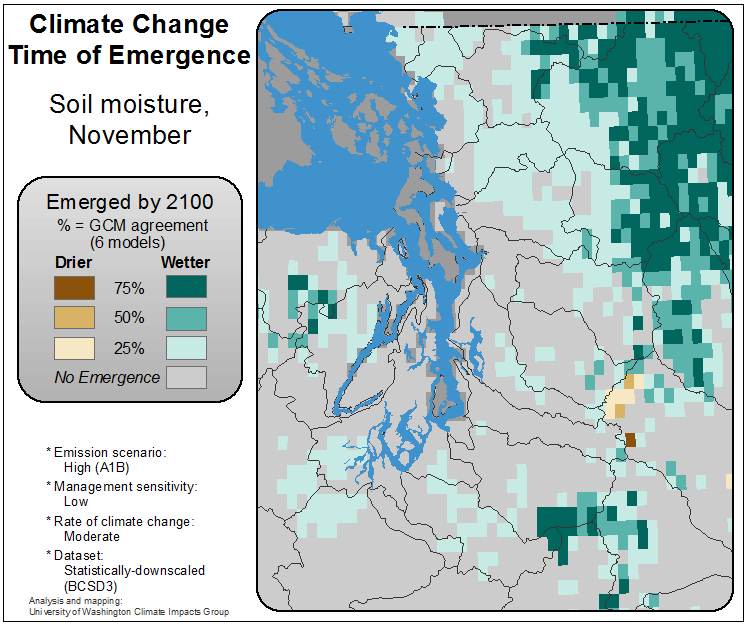 Climate Change
Time of Emergence
Soil moisture,
November
Emerged by 2100
% = GCM agreement
(6 models)
Drier Wetter
75%
50%
25%
No Emergence
* Emission scenario:
High (A1B)
* Management sensitivity:
Low
* Rate of climate change:
Moderate
* Dataset:
Statistically-downscaled
(BCSD3)
Analysis and mapping:
University of Washington Climate Impacts Group